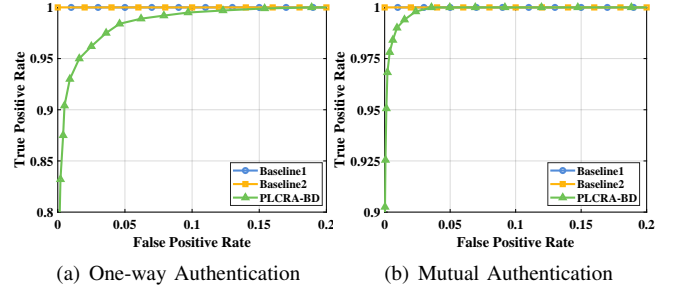 1
0.95
0.9
0.85
0.8
True Positive Rate
0
0.05
0.1
0.15
0.2
False Positive Rate
Baseline1
Baseline2
PLCRA-BD
(a) One-way Authentication
1
0.975
0.95
0.925
0.9
True Positive Rate
0
0.05
0.1
0.15
0.2
False Positive Rate
Baseline1
Baseline2
PLCRA-BD
(b) Mutual Authentication